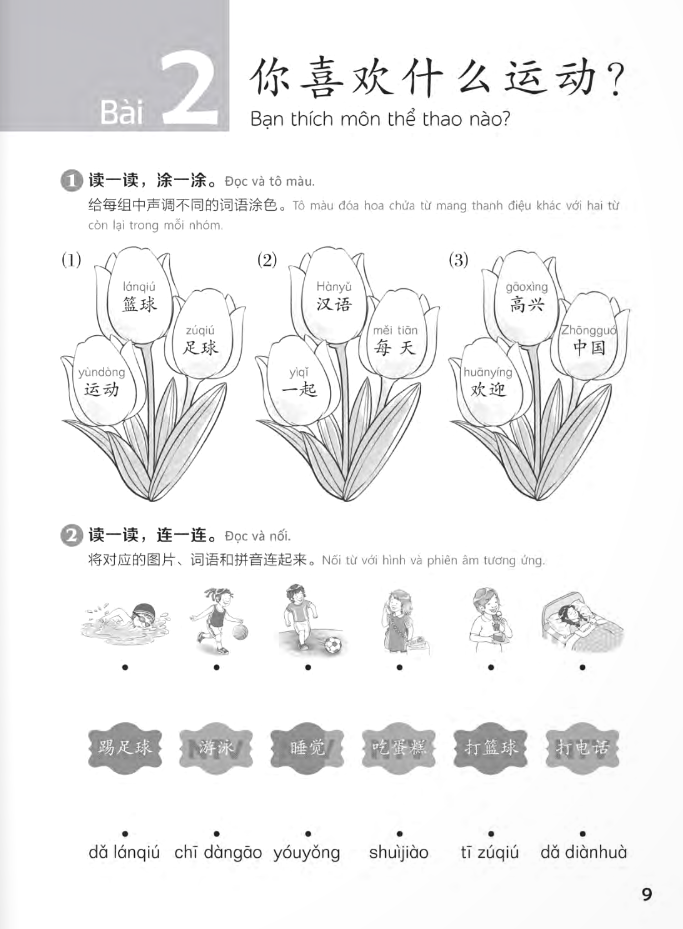 Bài 2
你喜欢什么运动?
Bạn thích môn thể thao nào?
1 读一读，涂一涂。 Đọc và tô màu.
给每组中声调不同的词语涂色。Tô màu đóa hoa chứa từ mang thanh điệu khác với hai từ
còn lại trong mỗi nhóm.
(1)
lánqiú
篮球
zúqiú
足球
yùndòng
运动
(2)
Hànyǔ
汉语
měi tiān
每天
yìqǐ
一起
(3)
gāoxìng
高兴
Zhōngguó
中国
huānyíng
欢迎
2 读一读，连一连。 Đọc và nối.
将对应的图片、词语和拼音连起来。Nối từ với hình và phiên âm tương ứng.
踢足球 游泳 睡觉 吃蛋糕 打篮球 打电话
NTV NTV NTV NTV
dǎ lánqiú chī dàngāo yóuyǒng shuìjiào tī zúqiú dǎ diànhuà
9